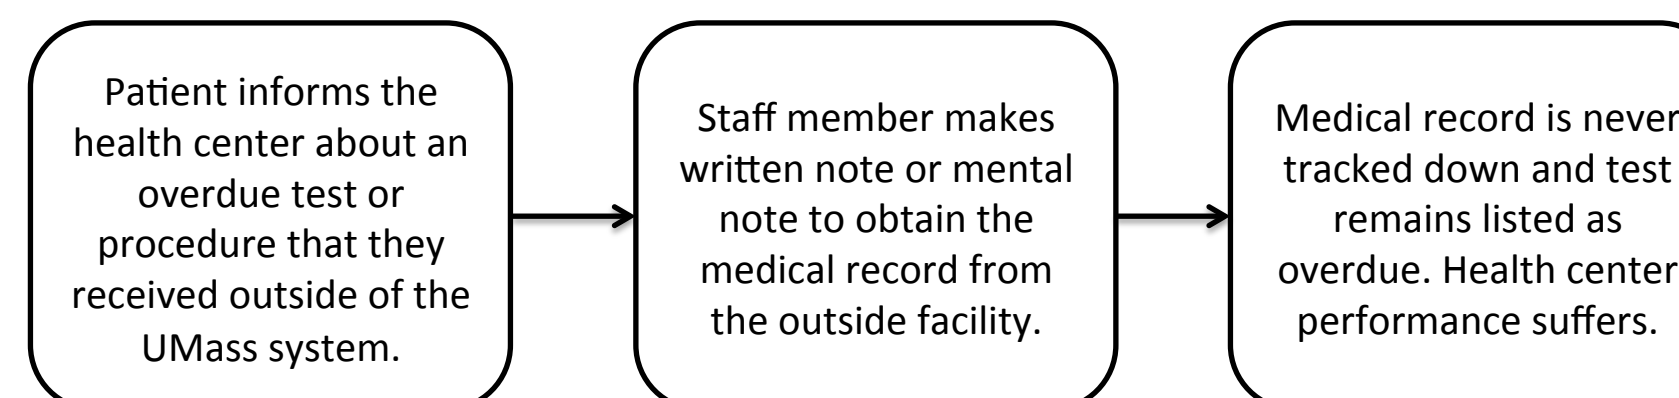 Patient informs the
health center about an
overdue test or
procedure that they
received outside of the
UMass system.
Staff member makes
written note or mental
note to obtain the
medical record from
the outside facility.
Medical record is never
tracked down and test
remains listed as
overdue. Health center
performance suffers.